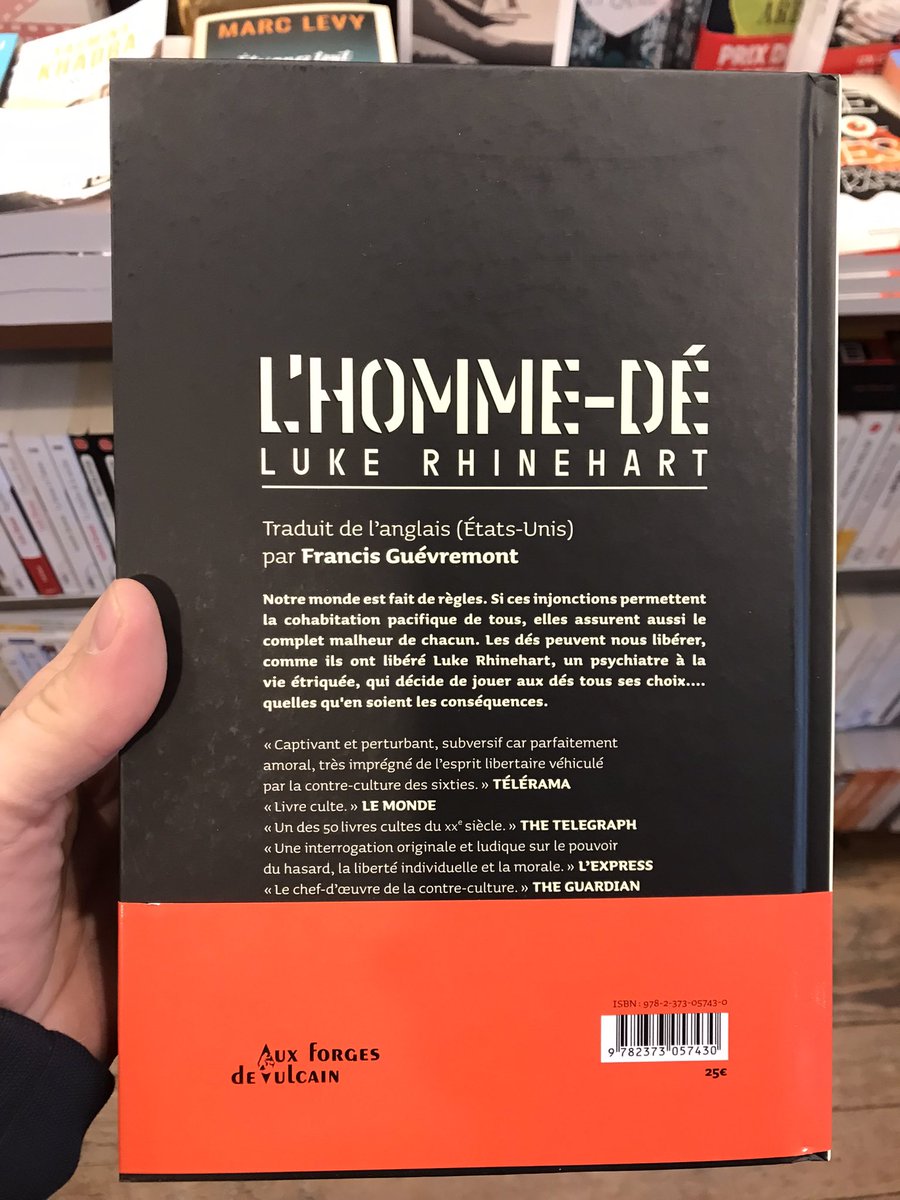 MARC LEVY
PRIX D
L'HOMME-DÉ
LUKE RHINEHART
Traduit de l'anglais (États-Unis)
par Francis Guévremont
Notre monde est fait de règles. Si ces injonctions permettent
la cohabitation pacifique de tous, elles assurent aussi le
complet malheur de chacun. Les dés peuvent nous libérer,
comme ils ont libéré Luke Rhinehart, un psychiatre à la
vie étriquée, qui décide de jouer aux dés tous ses choix....
quelles qu'en soient les conséquences.
« Captivant et perturbant, subversif car parfaitement
amoral, très imprégné de l'esprit libertaire véhiculé
par la contre-culture des sixties. » TÉLÉRAMA
« Livre culte. » LE MONDE
« Un des 50 livres cultes du XXe siècle. » THE TELEGRAPH
« Une interrogation originale et ludique sur le pouvoir
du hasard, la liberté individuelle et la morale. » L'EXPRESS
« Le chef-d'œuvre de la contre-culture. » THE GUARDIAN
ISBN : 978-2-373-05743-0
9 782373 057430
25€
AUX FORGES
DE VULCAIN